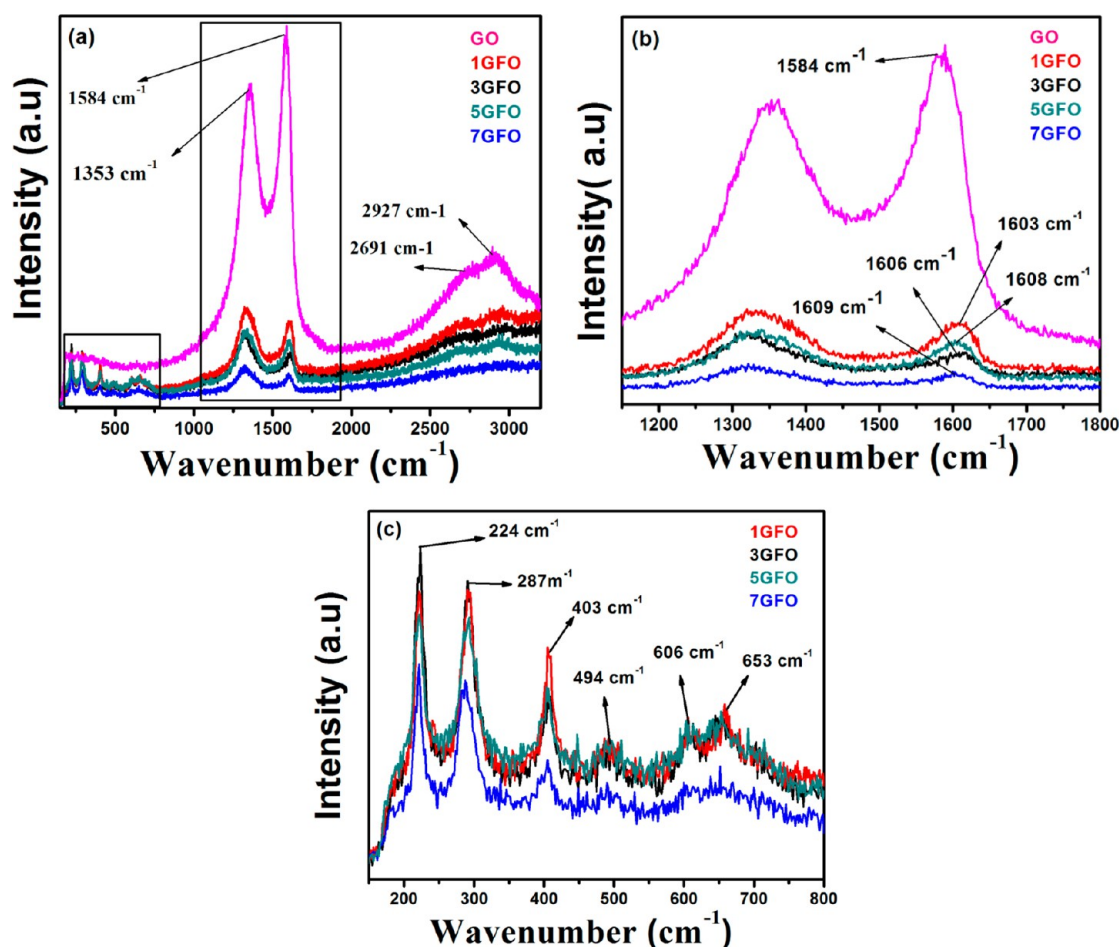 (a)
GO
1GFO
3GFO
5GFO
7GFO
1584 cm⁻¹
1353 cm⁻¹
2927 cm-1
2691 cm-1
Intensity (a.u)
500 1000 1500 2000 2500 3000
Wavenumber (cm⁻¹)
(b)
GO
1GFO
3GFO
5GFO
7GFO
1584 cm⁻¹
1603 cm⁻¹
1606 cm⁻¹
1608 cm⁻¹
1609 cm⁻¹
Intensity( a.u)
1200 1300 1400 1500 1600 1700 1800
Wavenumber (cm⁻¹)
(c)
1GFO
3GFO
5GFO
7GFO
224 cm⁻¹
287m⁻¹
403 cm⁻¹
494 cm⁻¹
606 cm⁻¹
653 cm⁻¹
Intensity (a.u)
200 300 400 500 600 700 800
Wavenumber (cm⁻¹)